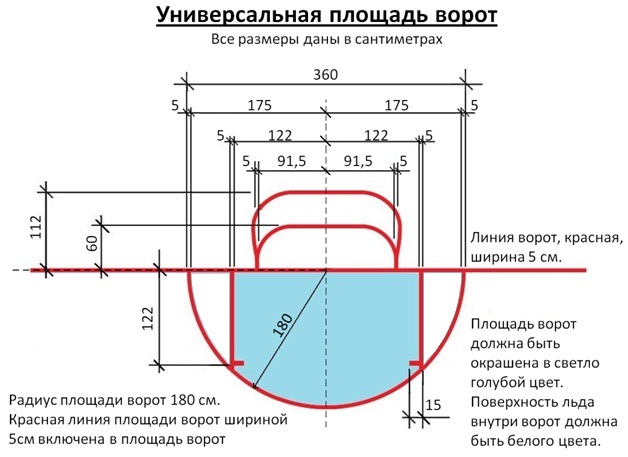 Универсальная площадь ворот
Все размеры даны в сантиметрах
360
5 175 175 5
5 122 122 5
5 91,5 91,5 5
112
60
Линия ворот, красная,
ширина 5 см.
122
180
Площадь ворот
должна быть
окрашена в светло
голубой цвет.
Поверхность льда
внутри ворот должна
быть белого цвета.
15
Радиус площади ворот 180 см.
Красная линия площади ворот шириной
5см включена в площадь ворот